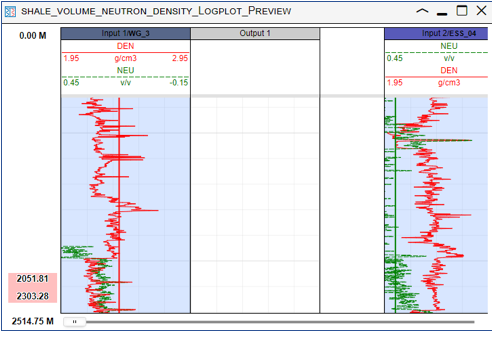 SHALE_VOLUME_NEUTRON_DENSITY_LOGPLOT_PREVIEW
0.00 M
Input 1/WG_3
Output 1
Input 2/ESS_04
DEN
1.95 g/cm3 2.95
NEU
0.45 v/v -0.15
NEU
0.45 v/v
DEN
1.95 g/cm3
2051.81
2303.28
2514.75 M